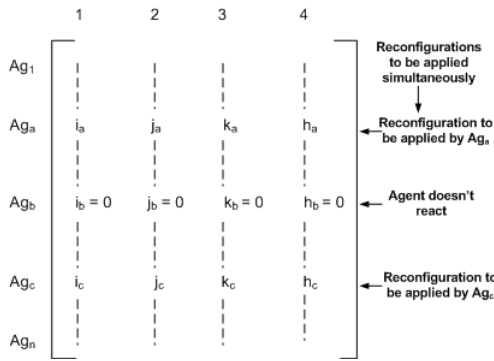 1 2 3 4
Reconfigurations
to be applied
simultaneously
Ag1
Aga ia ja ka ha
Reconfiguration to
be applied by Aga
Agb ib = 0 jb = 0 kb = 0 hb = 0
Agent doesn't
react
Agc ic jc kc hc
Reconfiguration to
be applied by Agc
Agn